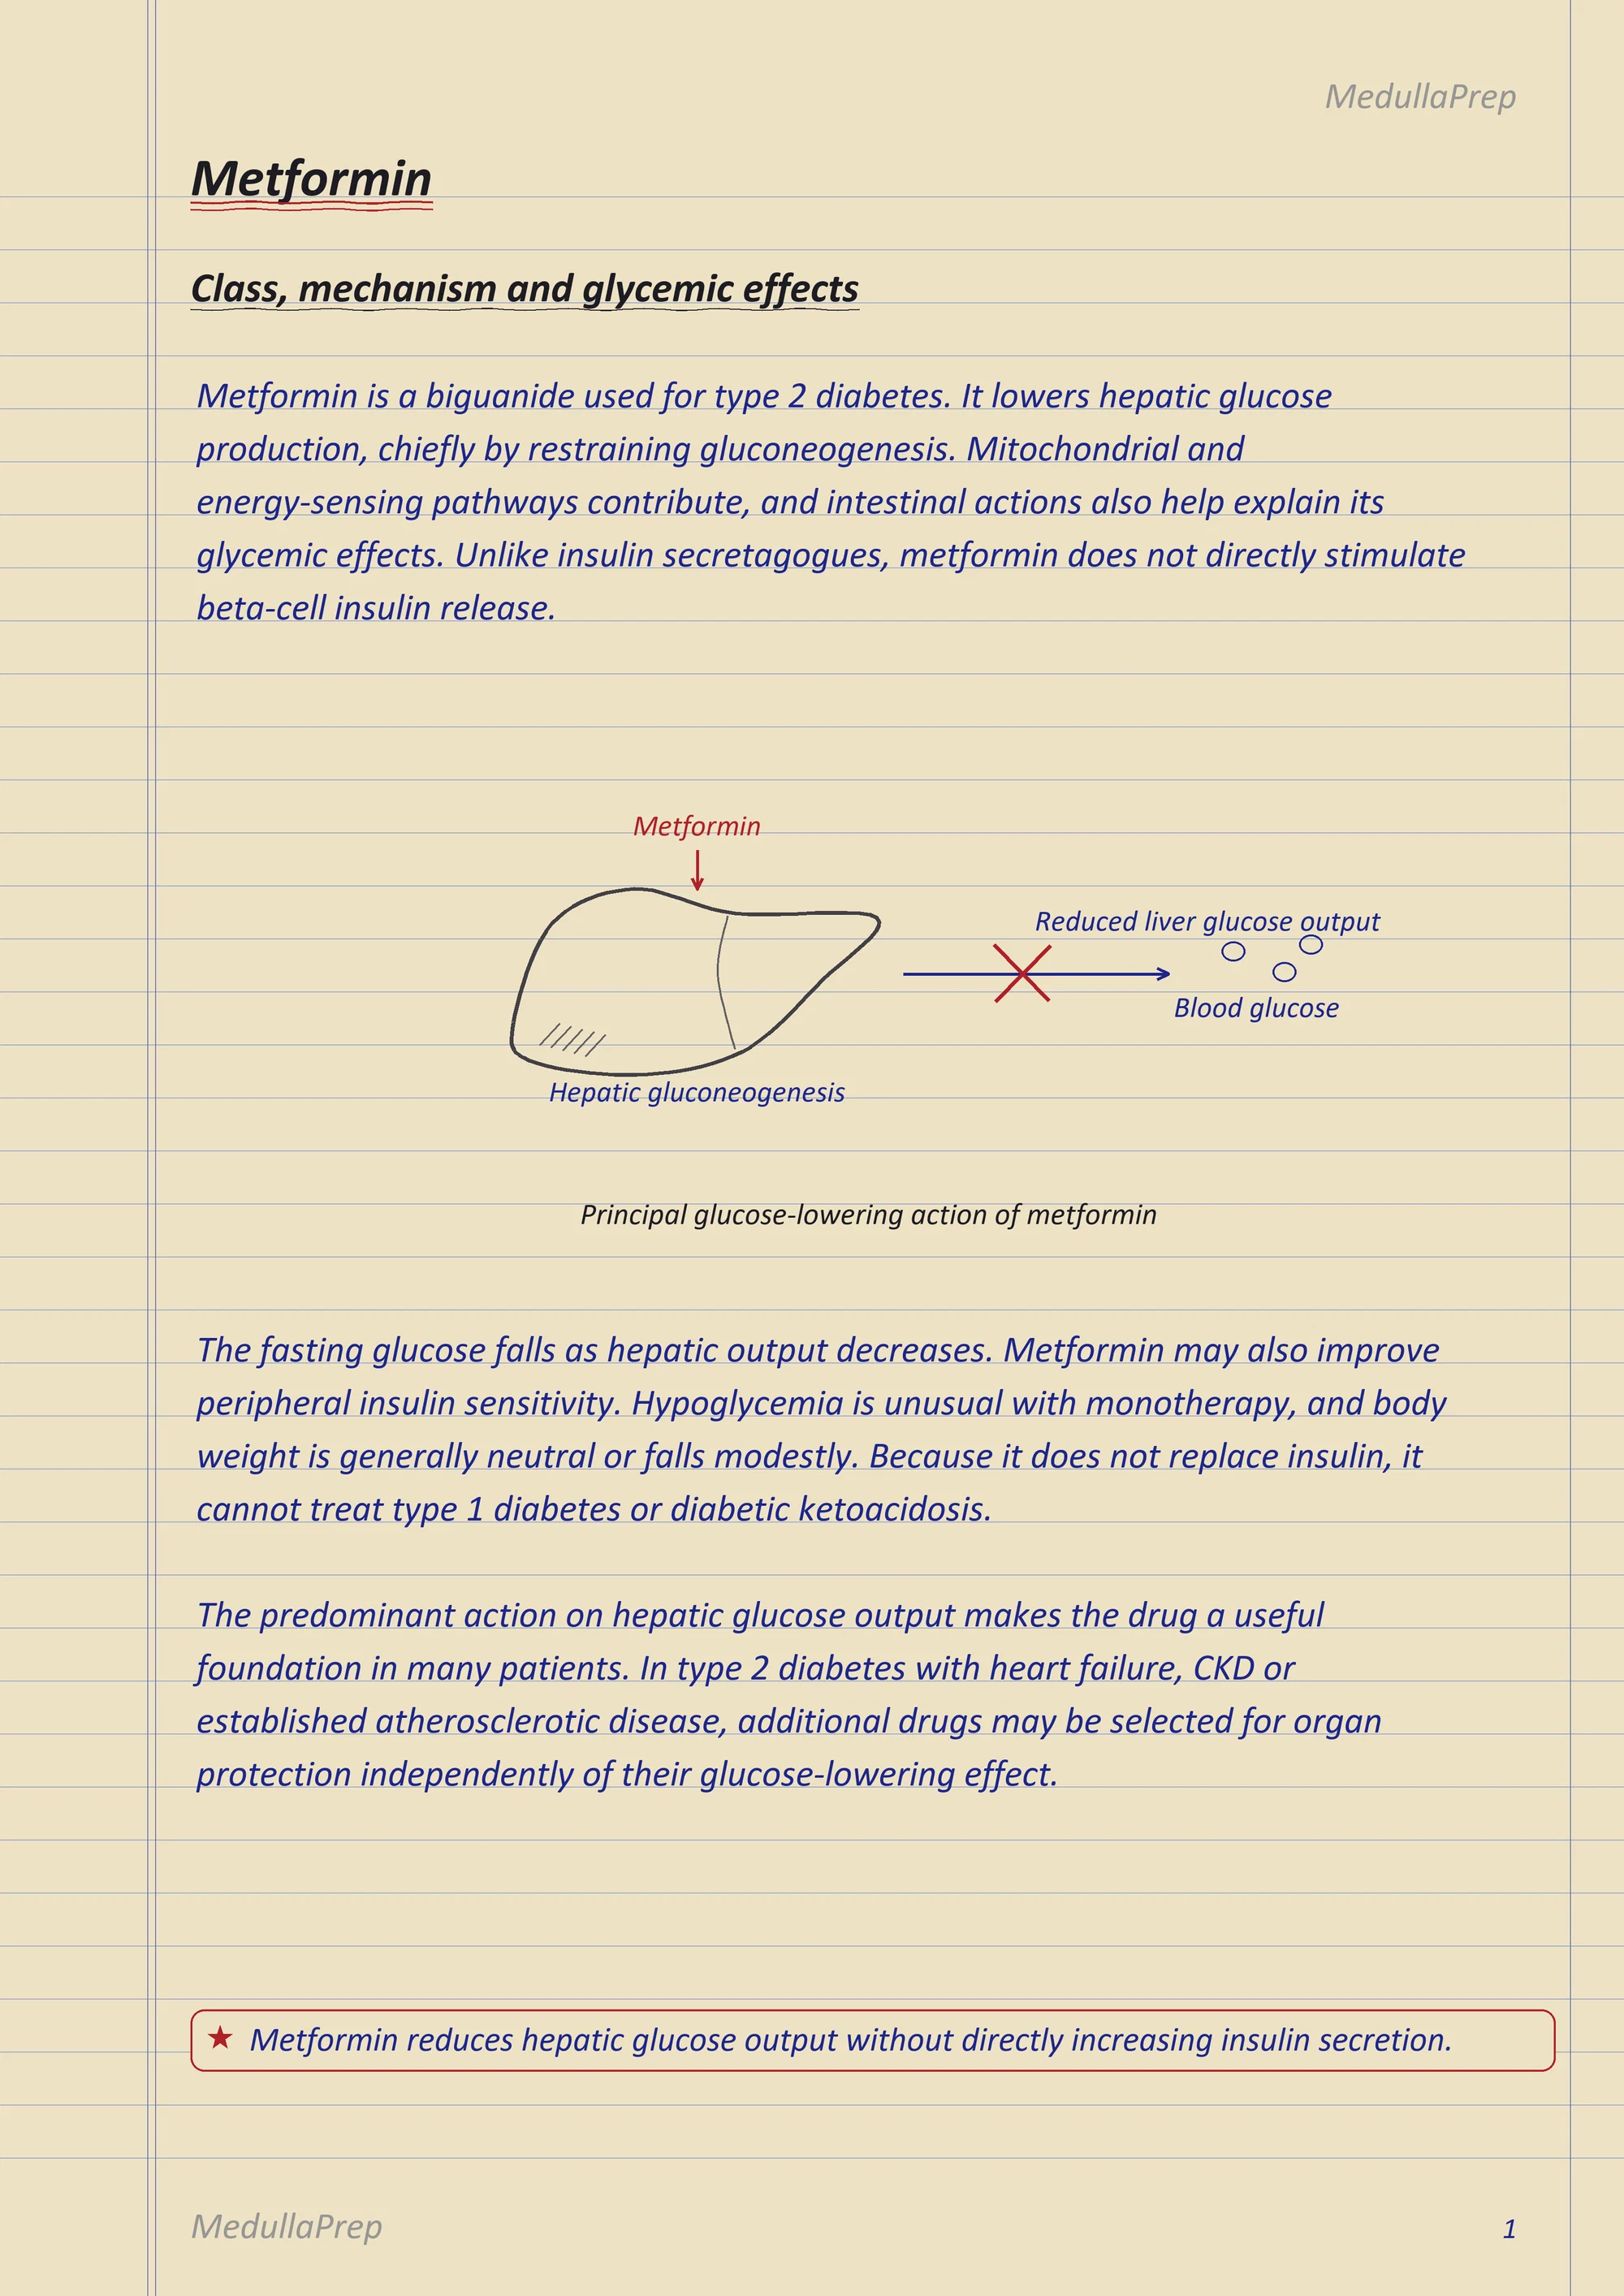 MedullaPrep
Metformin
Class, mechanism and glycemic effects
Metformin is a biguanide used for type 2 diabetes. It lowers hepatic glucose
production, chiefly by restraining gluconeogenesis. Mitochondrial and
energy-sensing pathways contribute, and intestinal actions also help explain its
glycemic effects. Unlike insulin secretagogues, metformin does not directly stimulate
beta-cell insulin release.
Metformin
Reduced liver glucose output
Blood glucose
Hepatic gluconeogenesis
Principal glucose-lowering action of metformin
The fasting glucose falls as hepatic output decreases. Metformin may also improve
peripheral insulin sensitivity. Hypoglycemia is unusual with monotherapy, and body
weight is generally neutral or falls modestly. Because it does not replace insulin, it
cannot treat type 1 diabetes or diabetic ketoacidosis.
The predominant action on hepatic glucose output makes the drug a useful
foundation in many patients. In type 2 diabetes with heart failure, CKD or
established atherosclerotic disease, additional drugs may be selected for organ
protection independently of their glucose-lowering effect.
★ Metformin reduces hepatic glucose output without directly increasing insulin secretion.
MedullaPrep
1